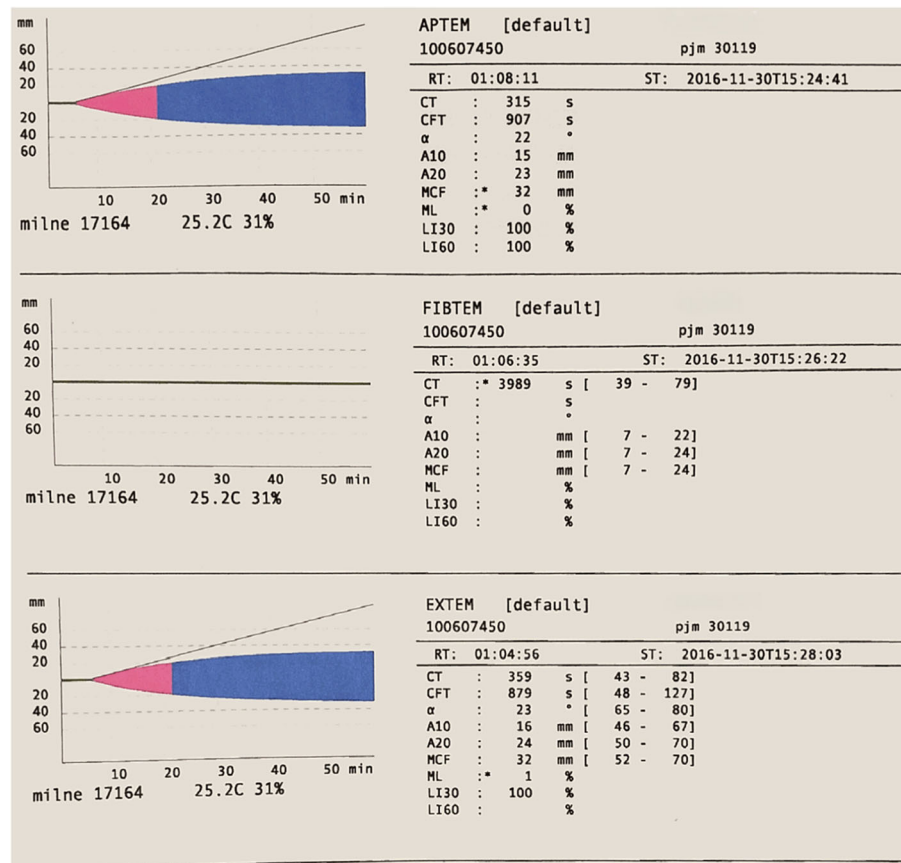 mm
60
40
20
20
40
60
10 20 30 40 50 min
milne 17164 25.2C 31%
APTEM [default]
100607450 pjm 30119
RT: 01:08:11 ST: 2016-11-30T15:24:41
CT : 315 s
CFT : 907 s
α : 22 °
A10 : 15 mm
A20 : 23 mm
MCF :* 32 mm
ML :* 0 %
LI30 : 100 %
LI60 : 100 %
mm
60
40
20
20
40
60
10 20 30 40 50 min
milne 17164 25.2C 31%
FIBTEM [default]
100607450 pjm 30119
RT: 01:06:35 ST: 2016-11-30T15:26:22
CT :* 3989 s [ 39 - 79]
CFT : s
α : °
A10 : mm [ 7 - 22]
A20 : mm [ 7 - 24]
MCF : mm [ 7 - 24]
ML : %
LI30 : %
LI60 : %
mm
60
40
20
20
40
60
10 20 30 40 50 min
milne 17164 25.2C 31%
EXTEM [default]
100607450 pjm 30119
RT: 01:04:56 ST: 2016-11-30T15:28:03
CT : 359 s [ 43 - 82]
CFT : 879 s [ 48 - 127]
α : 23 ° [ 65 - 80]
A10 : 16 mm [ 46 - 67]
A20 : 24 mm [ 50 - 70]
MCF : 32 mm [ 52 - 70]
ML :* 1 %
LI30 : 100 %
LI60 : %